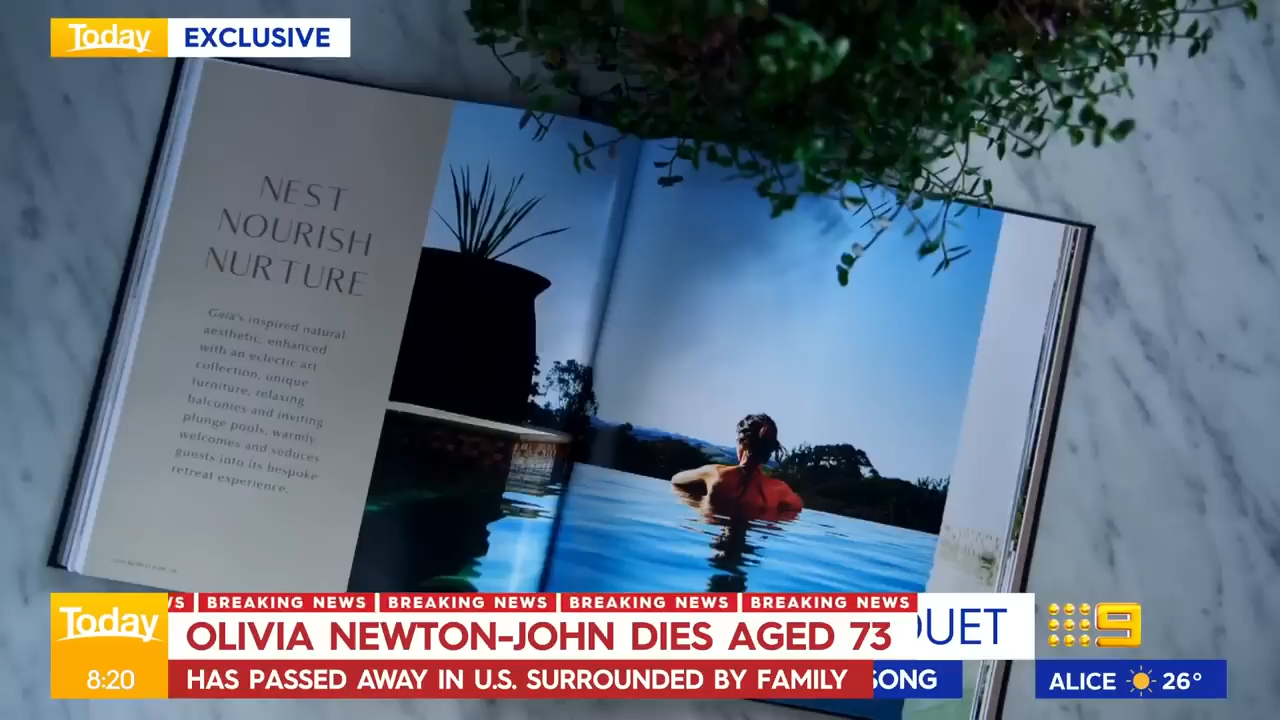 Today EXCLUSIVE
NEST
NOURISH
NURTURE
Gaia's inspired natural
aesthetic, enhanced
with an eclectic art
collection, unique
furniture, relaxing
balconies and inviting
plunge pools, warmly
welcomes and seduces
guests into its bespoke
retreat experience.
BREAKING NEWS BREAKING NEWS BREAKING NEWS BREAKING NEWS
Today
OLIVIA NEWTON-JOHN DIES AGED 73
UET
9
8:20
HAS PASSED AWAY IN U.S. SURROUNDED BY FAMILY
SONG
ALICE 26°